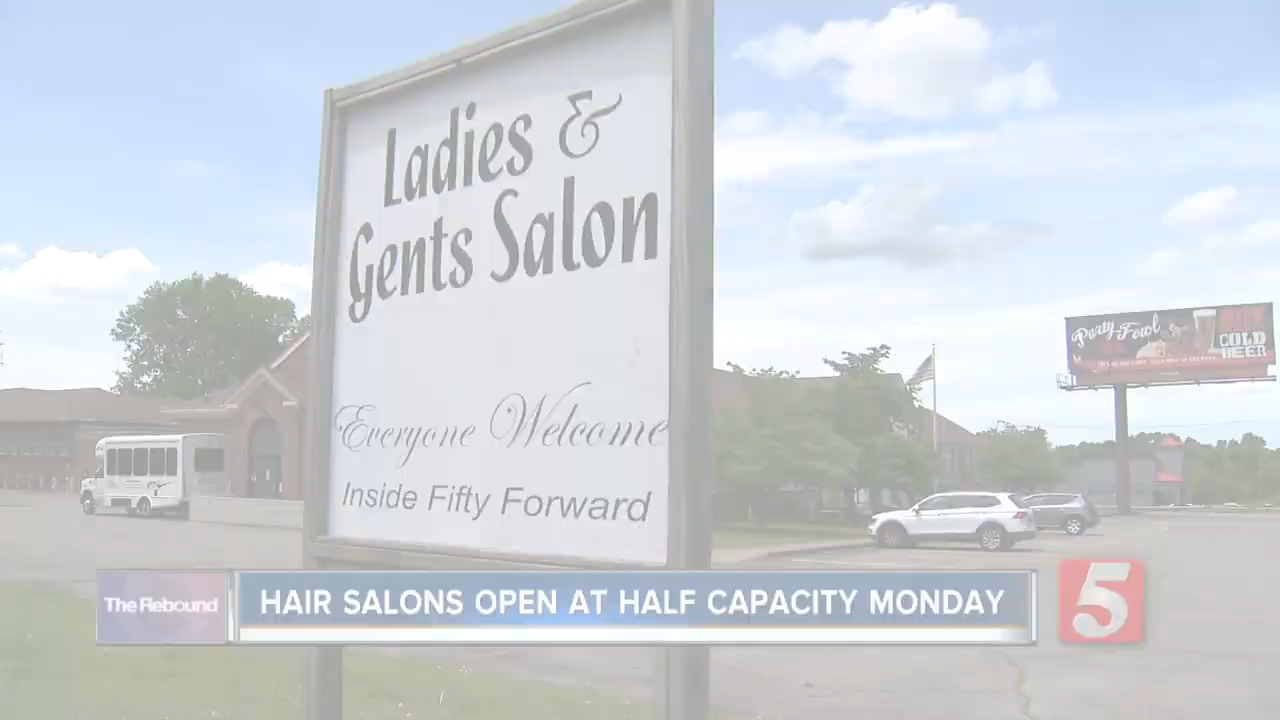 Ladies &
Gents Salon
Everyone Welcome
Inside Fifty Forward
Party Fowl
COLD
BEER
The Rebound
HAIR SALONS OPEN AT HALF CAPACITY MONDAY
5